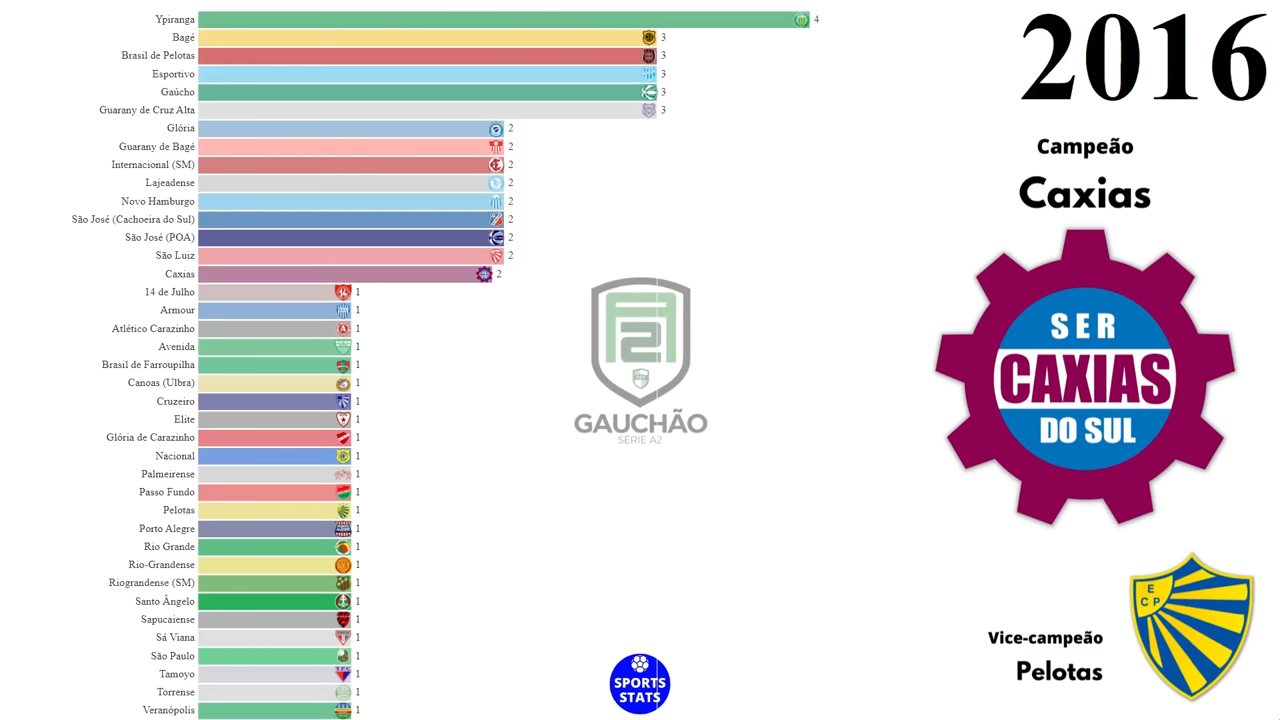 Ypiranga 4
Bagé 3
Brasil de Pelotas 3
Esportivo 3
Gaúcho 3
Guarany de Cruz Alta 3
Glória 2
Guarany de Bagé 2
Internacional (SM) 2
Lajeadense 2
Novo Hamburgo 2
São José (Cachoeira do Sul) 2
São José (POA) 2
São Luiz 2
Caxias 2
14 de Julho 1
Armour 1
Atlético Carazinho 1
Avenida 1
Brasil de Farroupilha 1
Canoas (Ulbra) 1
Cruzeiro 1
Elite 1
Glória de Carazinho 1
Nacional 1
Palmeirense 1
Passo Fundo 1
Pelotas 1
Porto Alegre 1
Rio Grande 1
Rio-Grandense 1
Riograndense (SM) 1
Santo Ângelo 1
Sapucaiense 1
Sá Viana 1
São Paulo 1
Tamoyo 1
Torrense 1
Veranópolis 1
A2
GAUCHÃO
SÉRIE A2
SPORTS
STATS
2016
Campeão
Caxias
SER
CAXIAS
DO SUL
Vice-campeão
Pelotas
E
C P